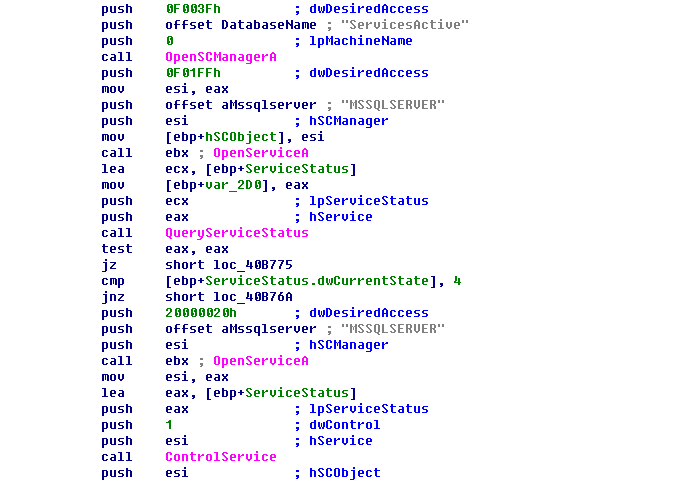 push 0F003Fh ; dwDesiredAccess
push offset DatabaseName ; "ServicesActive"
push 0 ; lpMachineName
call OpenSCManagerA
push 0F01FFh ; dwDesiredAccess
mov esi, eax
push offset aMssqlserver ; "MSSQLSERVER"
push esi ; hSCManager
mov [ebp+hSCObject], esi
call ebx ; OpenServiceA
lea ecx, [ebp+ServiceStatus]
mov [ebp+var_2D0], eax
push ecx ; lpServiceStatus
push eax ; hService
call QueryServiceStatus
test eax, eax
jz short loc_40B775
cmp [ebp+ServiceStatus.dwCurrentState], 4
jnz short loc_40B76A
push 20000020h ; dwDesiredAccess
push offset aMssqlserver ; "MSSQLSERVER"
push esi ; hSCManager
call ebx ; OpenServiceA
mov esi, eax
lea eax, [ebp+ServiceStatus]
push eax ; lpServiceStatus
push 1 ; dwControl
push esi ; hService
call ControlService
push esi ; hSCObject